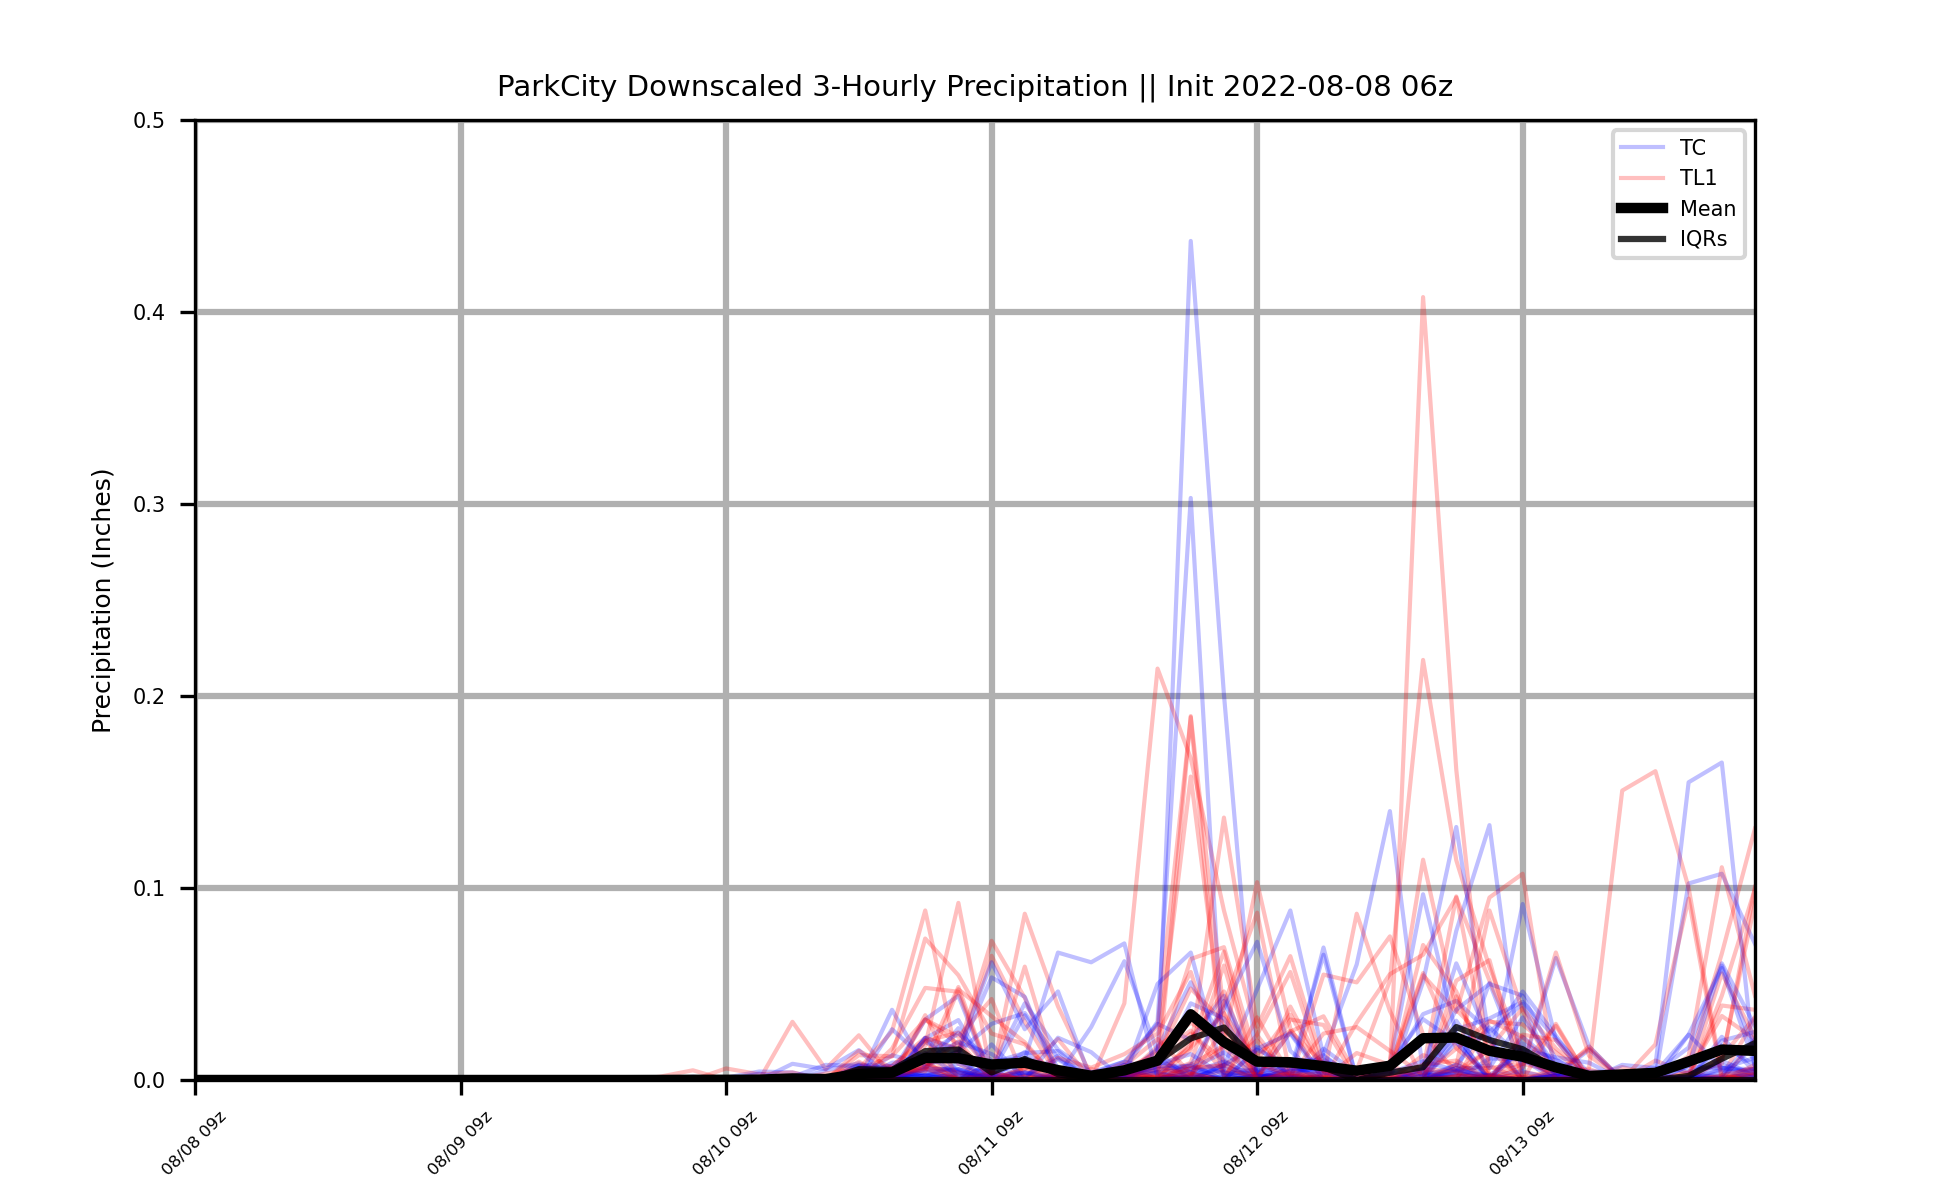 ParkCity Downscaled 3-Hourly Precipitation || Init 2022-08-08 06z
TC
TL1
Mean
IQRs
Precipitation (Inches)
0.5
0.4
0.3
0.2
0.1
0.0
08/08 09z
08/09 09z
08/10 09z
08/11 09z
08/12 09z
08/13 09z